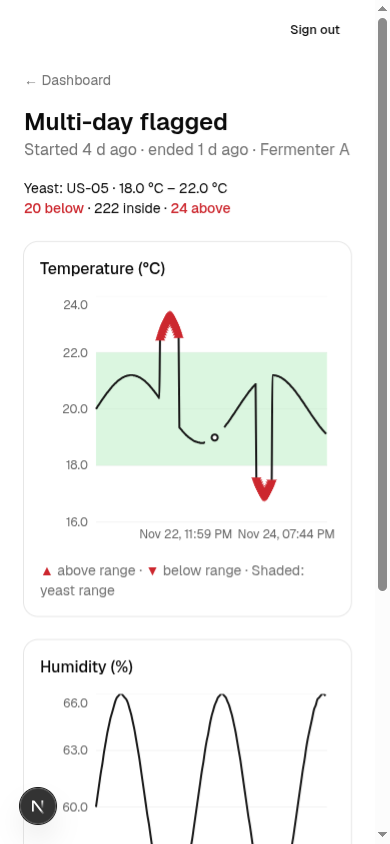 Sign out
← Dashboard
Multi-day flagged
Started 4 d ago · ended 1 d ago · Fermenter A
Yeast: US-05 · 18.0 °C – 22.0 °C
20 below · 222 inside · 24 above
Temperature (°C)
24.0
22.0
20.0
18.0
16.0
Nov 22, 11:59 PM Nov 24, 07:44 PM
▲ above range · ▼ below range · Shaded:
yeast range
Humidity (%)
66.0
63.0
60.0
N